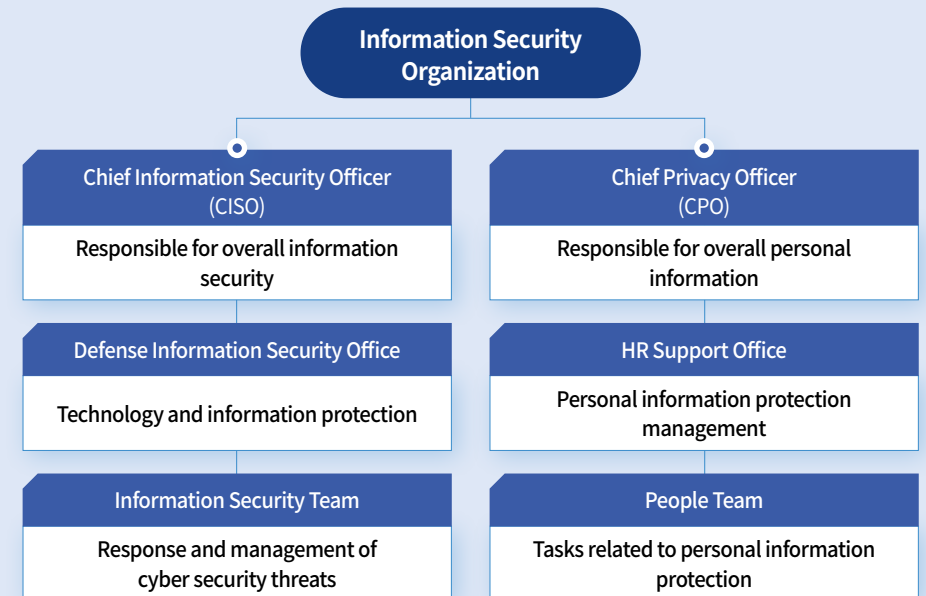 Information Security
Organization
Chief Information Security Officer
(CISO)
Responsible for overall information
security
Defense Information Security Office
Technology and information protection
Information Security Team
Response and management of
cyber security threats
Chief Privacy Officer
(CPO)
Responsible for overall personal
information
HR Support Office
Personal information protection
management
People Team
Tasks related to personal information
protection